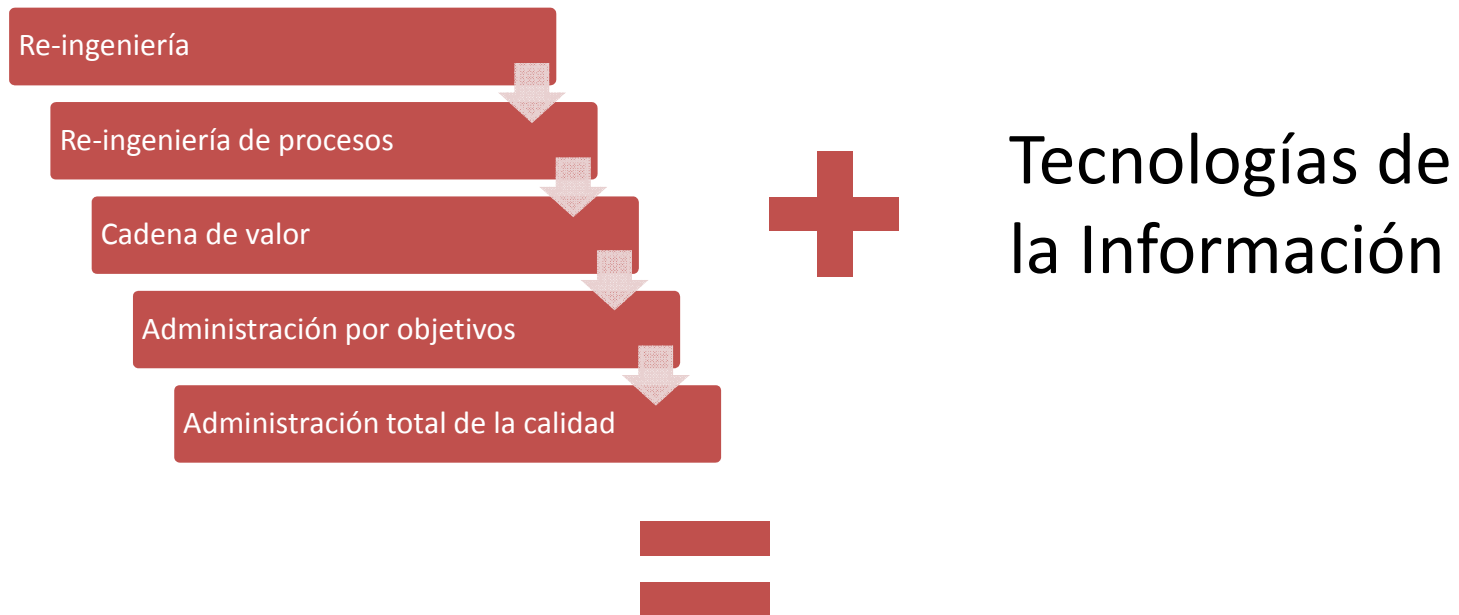 Re-ingeniería
Re-ingeniería de procesos
Cadena de valor
Administración por objetivos
Administración total de la calidad
Tecnologías de
la Información